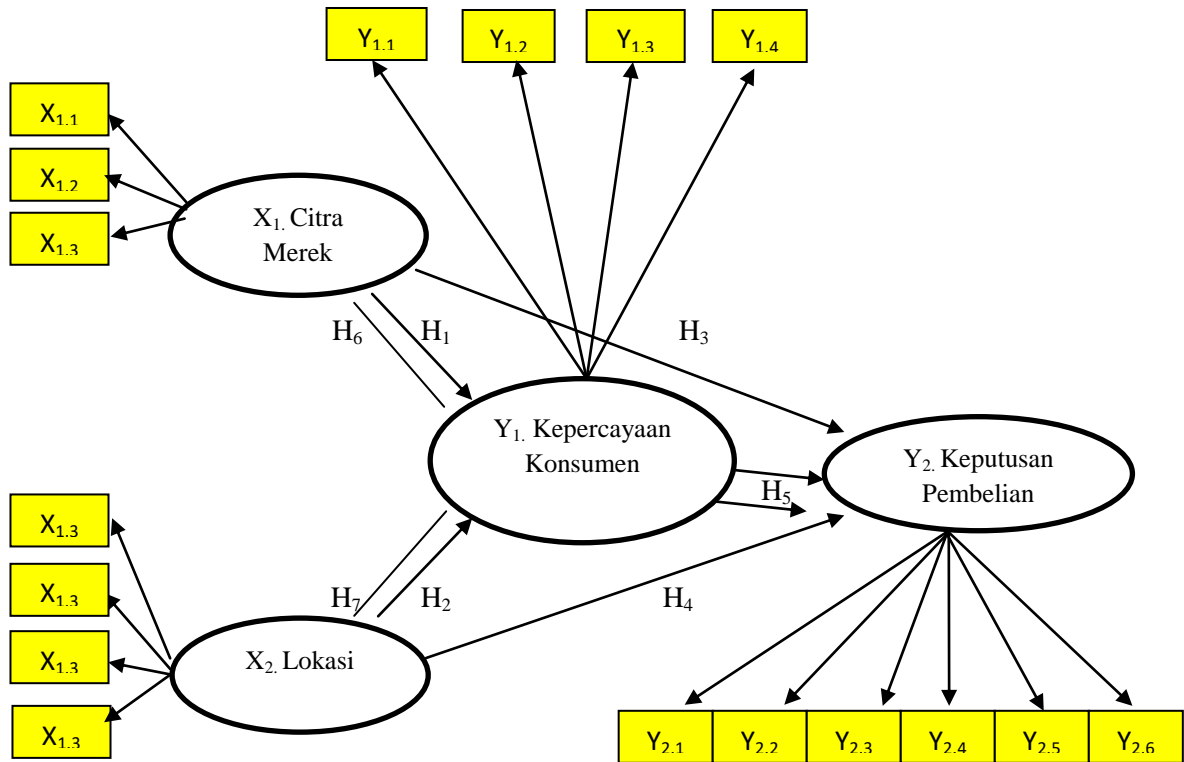 Y1.1 Y1.2 Y1.3 Y1.4
X1.1
X1.2
X1.3
X1. Citra
Merek
H6 H1 H3
Y1. Kepercayaan
Konsumen
Y2. Keputusan
Pembelian
H5
X1.3
X1.3
X1.3
X1.3
H7 H2 H4
X2. Lokasi
Y2.1 Y2.2 Y2.3 Y2.4 Y2.5 Y2.6